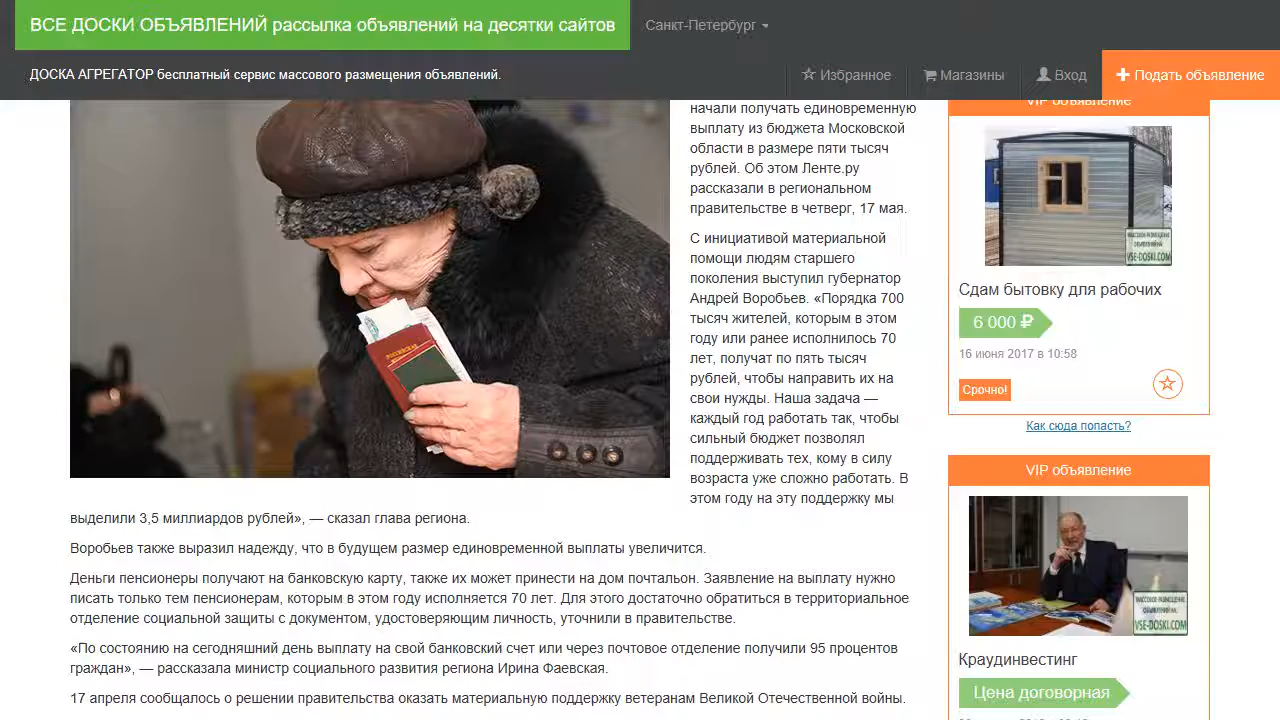 ВСЕ ДОСКИ ОБЪЯВЛЕНИЙ рассылка объявлений на десятки сайтов
Санкт-Петербург
ДОСКА АГРЕГАТОР бесплатный сервис массового размещения объявлений.
Избранное
Магазины
Вход
Подать объявление
начали получать единовременную
выплату из бюджета Московской
области в размере пяти тысяч
рублей. Об этом Ленте.ру
рассказали в региональном
правительстве в четверг, 17 мая.
С инициативой материальной
помощи людям старшего
поколения выступил губернатор
Андрей Воробьев. «Порядка 700
тысяч жителей, которым в этом
году или ранее исполнилось 70
лет, получат по пять тысяч
рублей, чтобы направить их на
свои нужды. Наша задача —
каждый год работать так, чтобы
сильный бюджет позволял
поддерживать тех, кому в силу
возраста уже сложно работать. В
этом году на эту поддержку мы
выделили 3,5 миллиардов рублей», — сказал глава региона.
Воробьев также выразил надежду, что в будущем размер единовременной выплаты увеличится.
Деньги пенсионеры получают на банковскую карту, также их может принести на дом почтальон. Заявление на выплату нужно
писать только тем пенсионерам, которым в этом году исполняется 70 лет. Для этого достаточно обратиться в территориальное
отделение социальной защиты с документом, удостоверяющим личность, уточнили в правительстве.
«По состоянию на сегодняшний день выплату на свой банковский счет или через почтовое отделение получили 95 процентов
граждан», — рассказала министр социального развития региона Ирина Фаевская.
17 апреля сообщалось о решении правительства оказать материальную поддержку ветеранам Великой Отечественной войны.
VIP объявление
МАССОВОЕ РАЗМЕЩЕНИЕ
ОБЪЯВЛЕНИЙ НА
VSE-DOSKI.COM
Сдам бытовку для рабочих
6 000 ₽
16 июня 2017 в 10:58
Срочно!
Как сюда попасть?
VIP объявление
МАССОВОЕ РАЗМЕЩЕНИЕ
ОБЪЯВЛЕНИЙ НА
VSE-DOSKI.COM
Краудинвестинг
Цена договорная